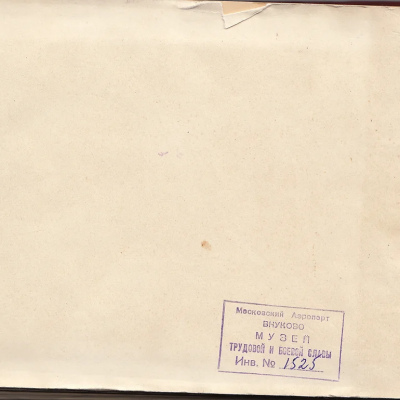 Московский Аэропорт
ВНУКОВО
МУЗЕЙ
ТРУДОВОЙ И БОЕВОЙ СЛАВЫ
Инв. № 1525